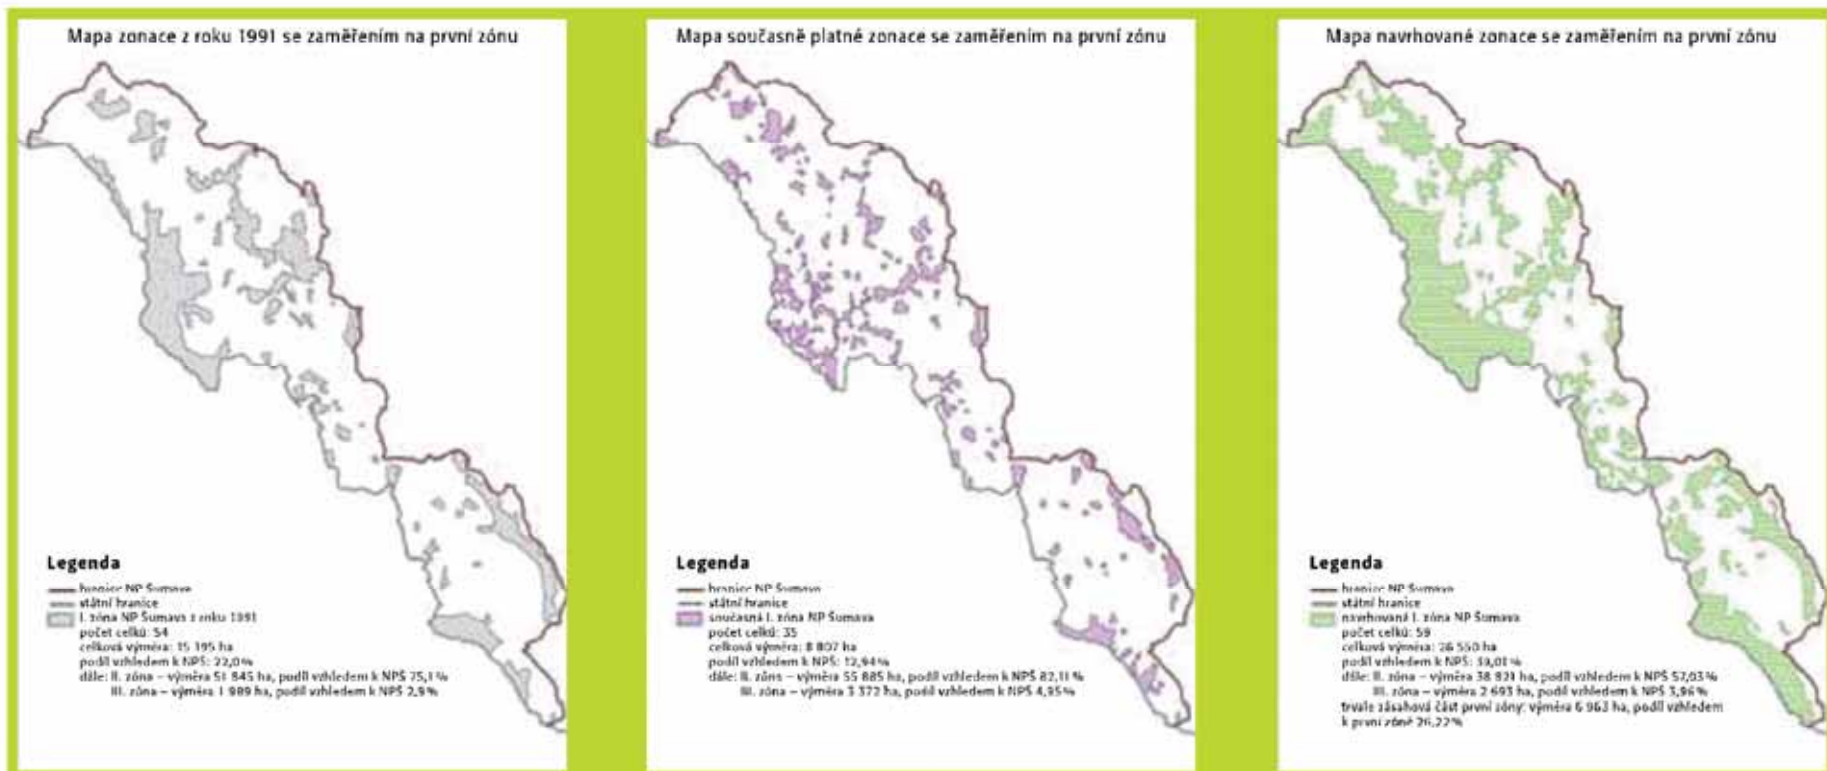 Mapa zonace z roku 1991 se zaměřením na první zónu
Legenda
hranice NP Šumava
státní hranice
I. zóna NP Šumava z roku 1991
počet celků: 54
celková výměra: 15 195 ha
podíl vzhledem k NPŠ: 22,0 %
dále: II. zóna – výměra 51 845 ha, podíl vzhledem k NPŠ 75,1 %
III. zóna – výměra 1 989 ha, podíl vzhledem k NPŠ 2,9 %
Mapa současně platné zonace se zaměřením na první zónu
Legenda
hranice NP Šumava
státní hranice
současná I. zóna NP Šumava
počet celků: 35
celková výměra: 8 807 ha
podíl vzhledem k NPŠ: 12,94 %
dále: II. zóna – výměra 55 885 ha, podíl vzhledem k NPŠ 82,11 %
III. zóna – výměra 3 372 ha, podíl vzhledem k NPŠ 4,95 %
Mapa navrhované zonace se zaměřením na první zónu
Legenda
hranice NP Šumava
státní hranice
navrhovaná I. zóna NP Šumava
počet celků: 59
celková výměra: 26 550 ha
podíl vzhledem k NPŠ: 39,01 %
dále: II. zóna – výměra 38 821 ha, podíl vzhledem k NPŠ 57,03 %
III. zóna – výměra 2 693 ha, podíl vzhledem k NPŠ 3,96 %
trvale zásahová část první zóny: výměra 6 963 ha, podíl vzhledem
k první zóně 26,22 %